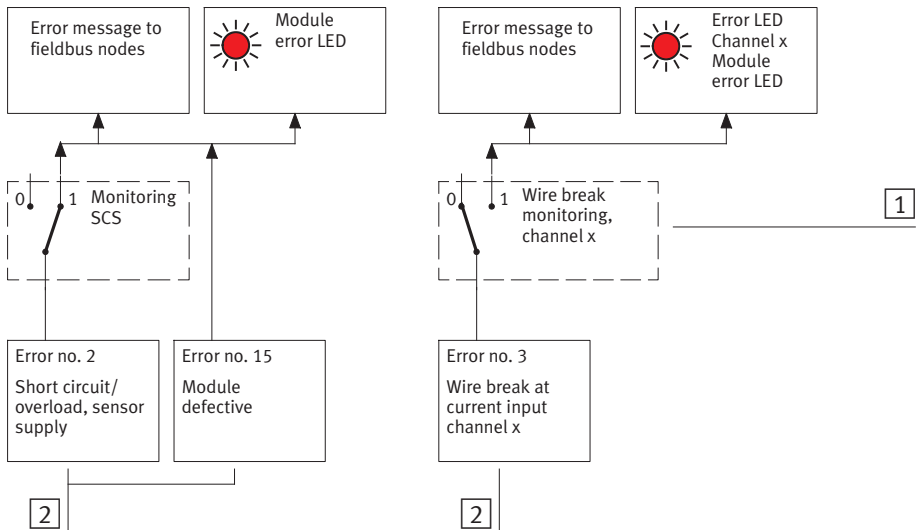 Error message to
fieldbus nodes
Module
error LED
Error message to
fieldbus nodes
Error LED
Channel x
Module
error LED
0
1
Monitoring
SCS
0
1
Wire break
monitoring,
channel x
1
Error no. 2
Short circuit/
overload, sensor
supply
Error no. 15
Module
defective
Error no. 3
Wire break at
current input
channel x
2
2